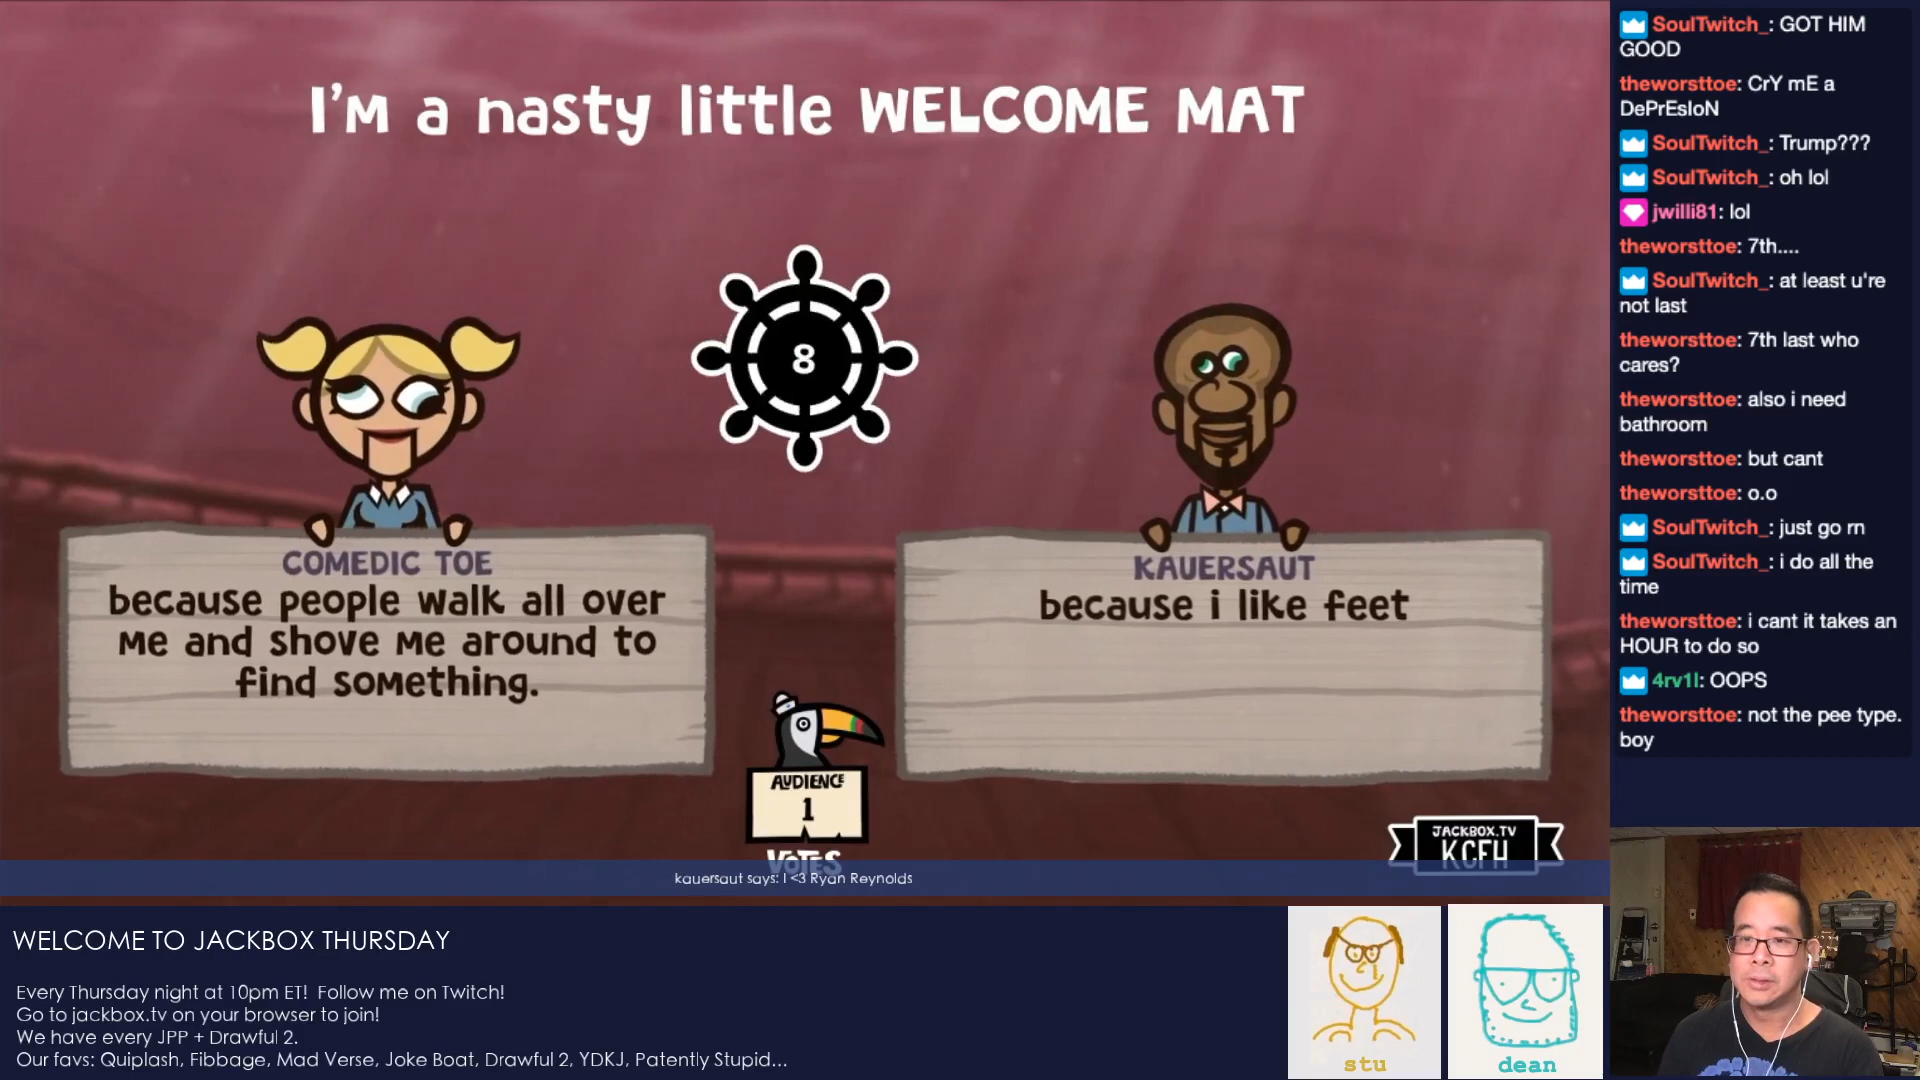 I'M a nasty little WELCOME MAT
8
COMEDIC TOE
because people walk all over
me and shove me around to
find something.
KAUERSAUT
because i like feet
AUDIENCE
1
VOTES
JACKBOX.TV
KCFH
kauersaut says: I <3 Ryan Reynolds
WELCOME TO JACKBOX THURSDAY
Every Thursday night at 10pm ET! Follow me on Twitch!
Go to jackbox.tv on your browser to join!
We have every JPP + Drawful 2.
Our favs: Quiplash, Fibbage, Mad Verse, Joke Boat, Drawful 2, YDKJ, Patently Stupid...
stu
dean
SoulTwitch_: GOT HIM
GOOD
theworsttoe: CrY mE a
DePrEsIoN
SoulTwitch_: Trump???
SoulTwitch_: oh lol
jwilli81: lol
theworsttoe: 7th....
SoulTwitch_: at least u're
not last
theworsttoe: 7th last who
cares?
theworsttoe: also i need
bathroom
theworsttoe: but cant
theworsttoe: o.o
SoulTwitch_: just go rn
SoulTwitch_: i do all the
time
theworsttoe: i cant it takes an
HOUR to do so
4rv1l: OOPS
theworsttoe: not the pee type.
boy